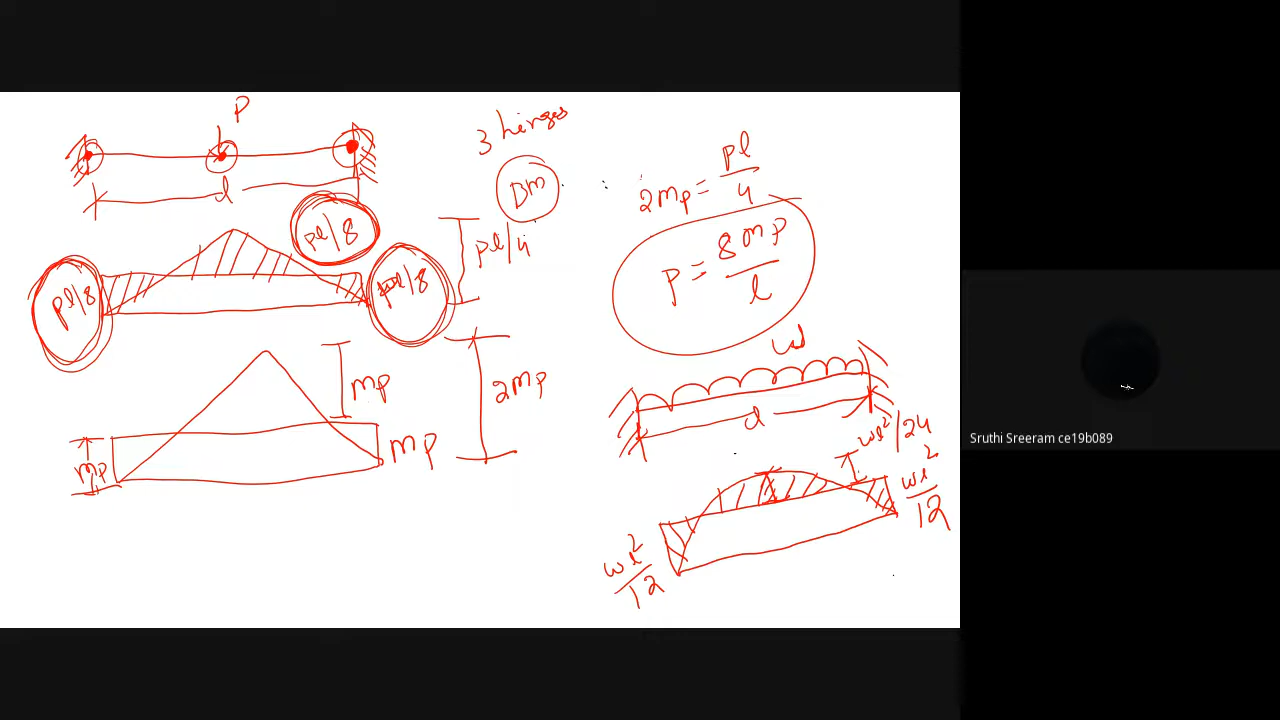 P
3 hinges
BM
l
Pl/8
Pl/8
Pl/8
Pl/4
2Mp = Pl/4
P = 8Mp/l
Mp
2Mp
Mp
Mp
w
l
wl²/24
wl²/12
wl²/12
Sruthi Sreeram ce19b089